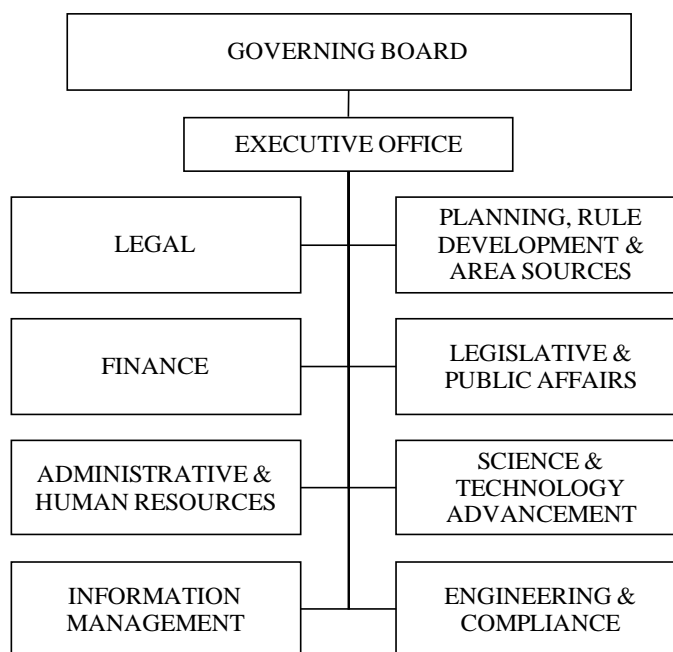 GOVERNING BOARD
EXECUTIVE OFFICE
LEGAL
PLANNING, RULE
DEVELOPMENT &
AREA SOURCES
FINANCE
LEGISLATIVE &
PUBLIC AFFAIRS
ADMINISTRATIVE &
HUMAN RESOURCES
SCIENCE &
TECHNOLOGY
ADVANCEMENT
INFORMATION
MANAGEMENT
ENGINEERING &
COMPLIANCE